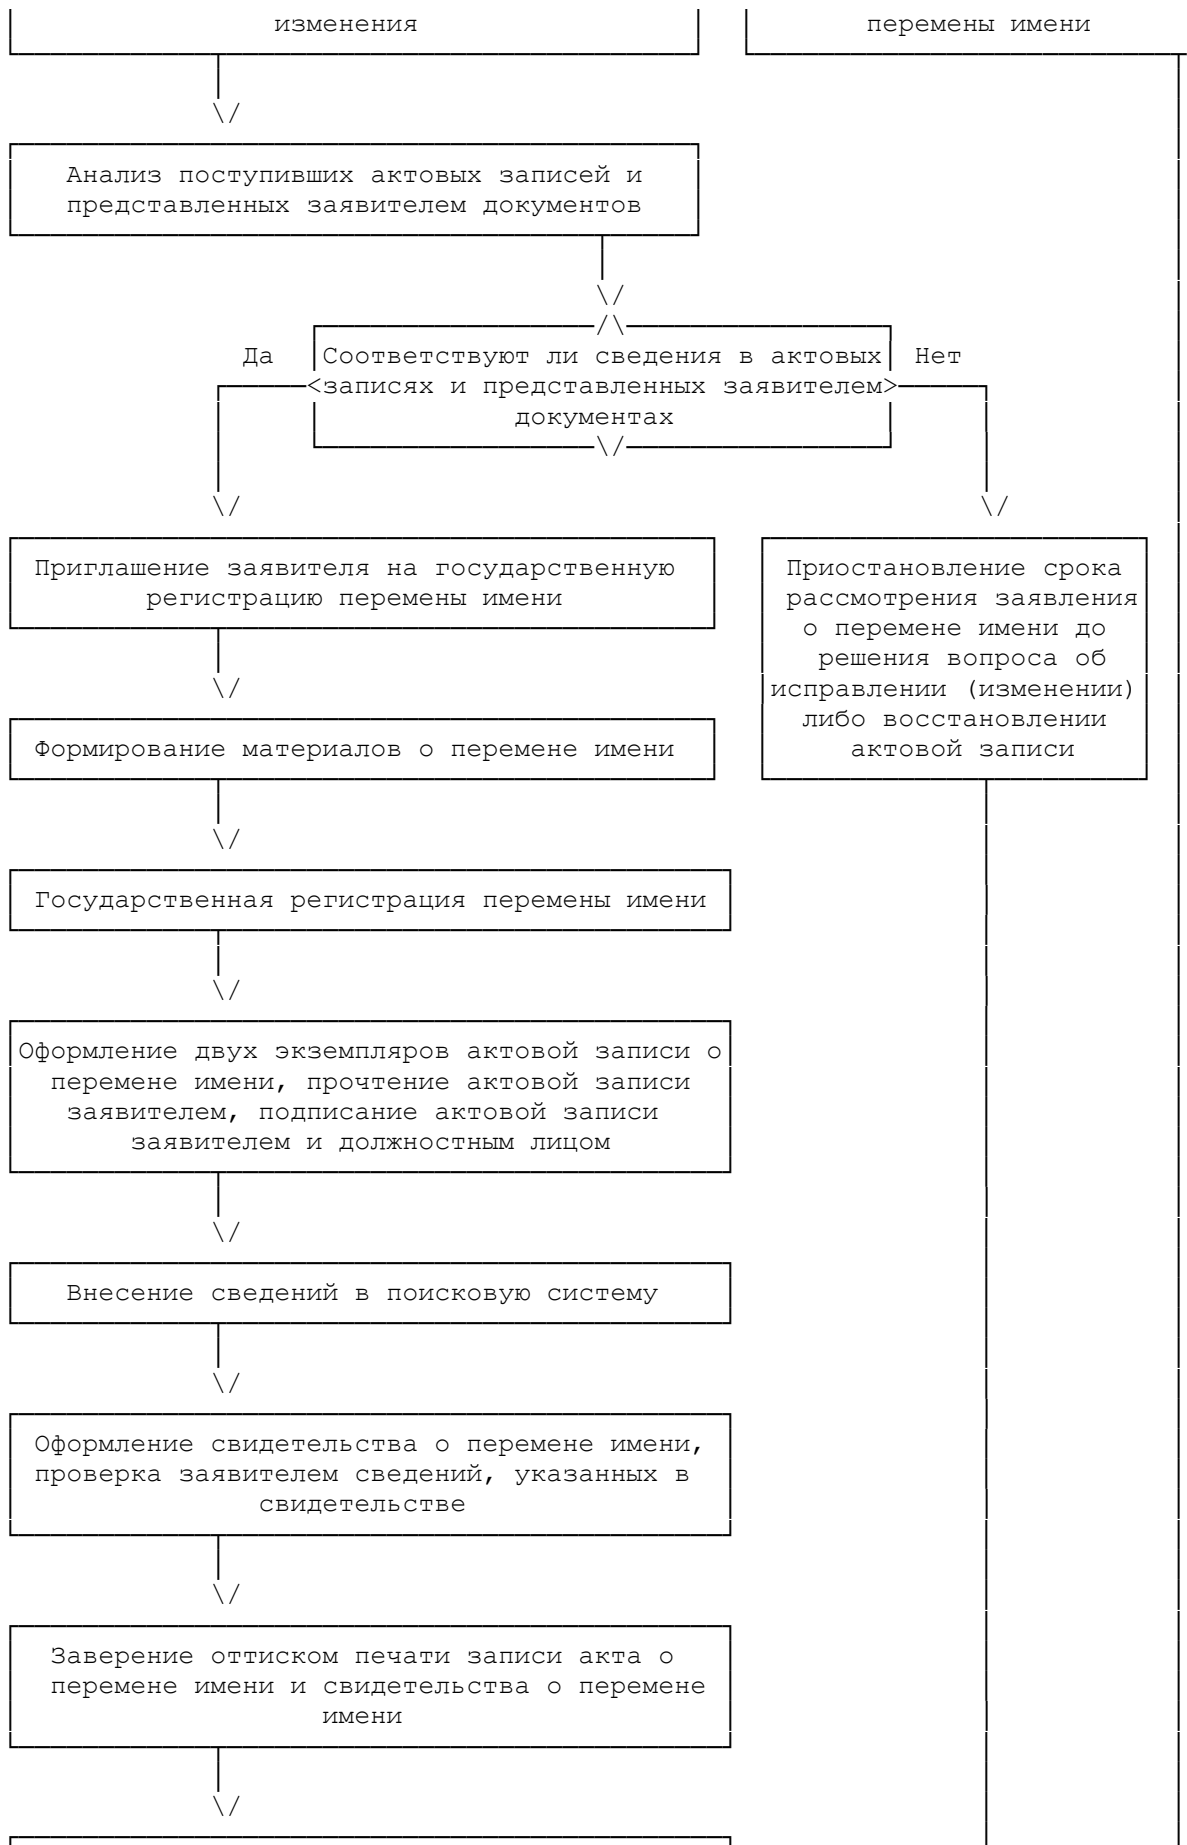 изменения
перемены имени
Анализ поступивших актовых записей и
представленных заявителем документов
Да
Соответствуют ли сведения в актовых
записях и представленных заявителем
документах
Нет
Приглашение заявителя на государственную
регистрацию перемены имени
Приостановление срока
рассмотрения заявления
о перемене имени до
решения вопроса об
исправлении (изменении)
либо восстановлении
актовой записи
Формирование материалов о перемене имени
Государственная регистрация перемены имени
Оформление двух экземпляров актовой записи о
перемене имени, прочтение актовой записи
заявителем, подписание актовой записи
заявителем и должностным лицом
Внесение сведений в поисковую систему
Оформление свидетельства о перемене имени,
проверка заявителем сведений, указанных в
свидетельстве
Заверение оттиском печати записи акта о
перемене имени и свидетельства о перемене
имени